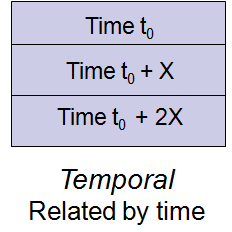 Time t₀
Time t₀ + X
Time t₀ + 2X
Temporal
Related by time